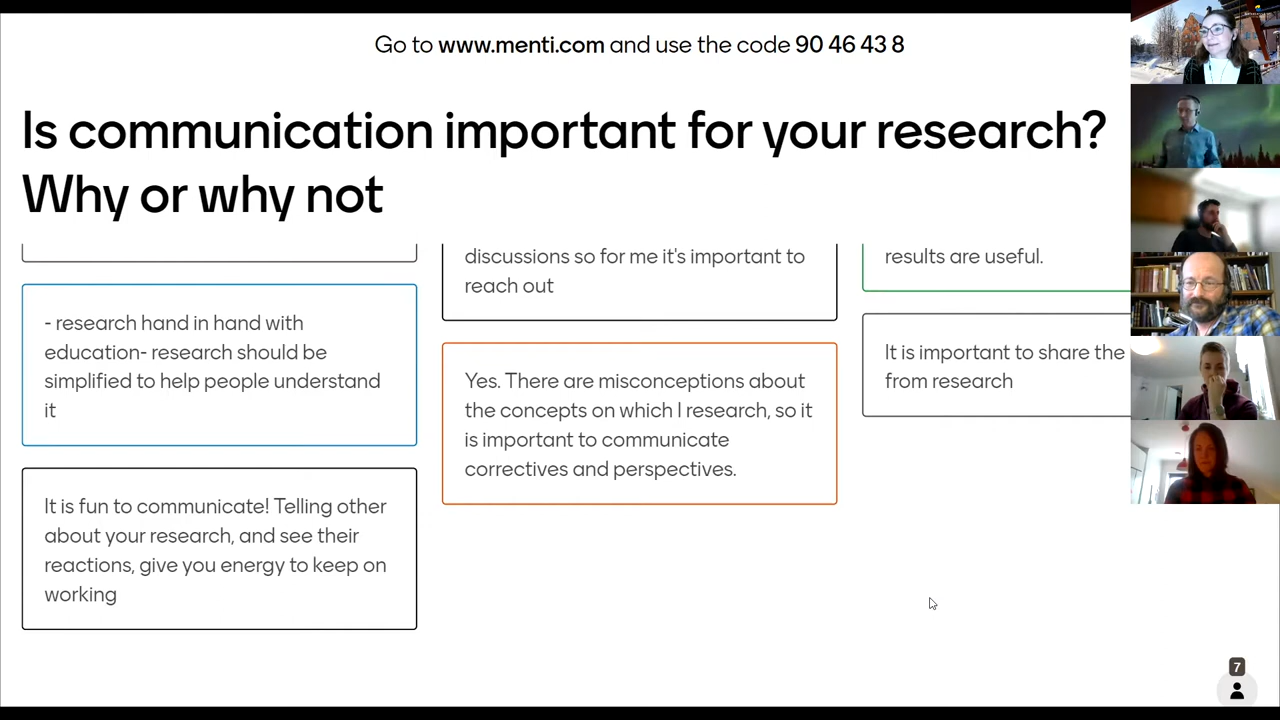 Go to www.menti.com and use the code 90 46 43 8
Is communication important for your research?
Why or why not
- research hand in hand with
education- research should be
simplified to help people understand
it
It is fun to communicate! Telling other
about your research, and see their
reactions, give you energy to keep on
working
discussions so for me it's important to
reach out
Yes. There are misconceptions about
the concepts on which I research, so it
is important to communicate
correctives and perspectives.
results are useful.
It is important to share the
from research
7